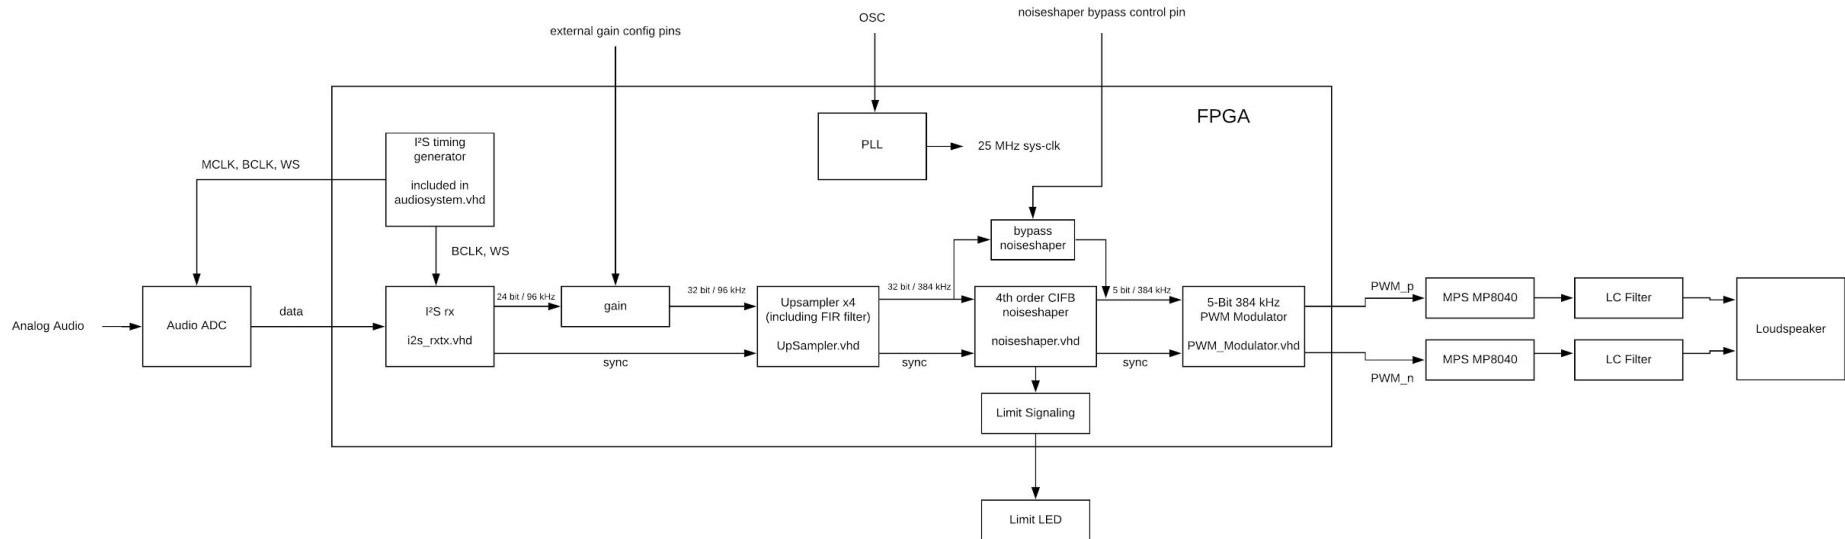 noiseshaper bypass control pin
OSC
external gain config pins
FPGA
I²S timing
generator
included in
audiosystem.vhd
PLL
25 MHz sys-clk
MCLK, BCLK, WS
BCLK, WS
bypass
noiseshaper
Analog Audio
Audio ADC
data
I²S rx
i2s_rxtx.vhd
24 bit / 96 kHz
gain
32 bit / 96 kHz
sync
Upsampler x4
(including FIR filter)
UpSampler.vhd
32 bit / 384 kHz
sync
4th order CIFB
noiseshaper
noiseshaper.vhd
5 bit / 384 kHz
sync
5-Bit 384 kHz
PWM Modulator
PWM_Modulator.vhd
PWM_p
MPS MP8040
LC Filter
PWM_n
MPS MP8040
LC Filter
Loudspeaker
Limit Signaling
Limit LED